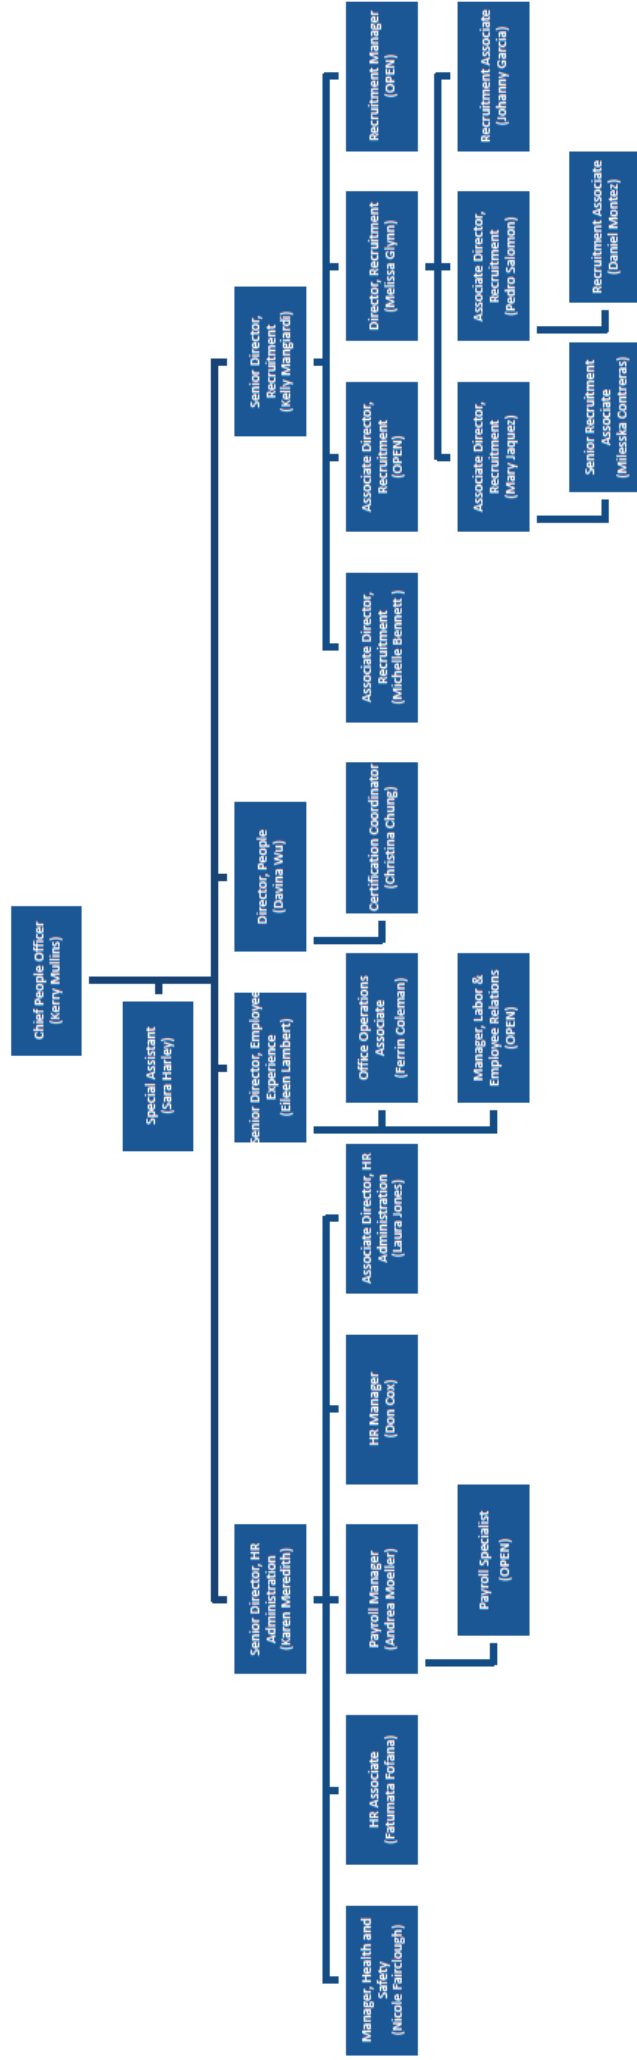 Chief People Officer
(Kerry Mullins)
Special Assistant
(Sara Harley)
Senior Director, HR
Administration
(Karen Meredith)
Senior Director, Employee
Experience
(Eileen Lambert)
Director, People
(Davina Wu)
Senior Director,
Recruitment
(Kelly Mangiardi)
Manager, Health and
Safety
(Nicole Fairclough)
HR Associate
(Fatumata Fofana)
Payroll Manager
(Andrea Moeller)
HR Manager
(Don Cox)
Associate Director, HR
Administration
(Laura Jones)
Office Operations
Associate
(Ferrin Coleman)
Certification Coordinator
(Christina Chung)
Associate Director,
Recruitment
(Michelle Bennett )
Associate Director,
Recruitment
(OPEN)
Director, Recruitment
(Melissa Glynn)
Recruitment Manager
(OPEN)
Payroll Specialist
(OPEN)
Manager, Labor &
Employee Relations
(OPEN)
Associate Director,
Recruitment
(Mary Jaquez)
Associate Director,
Recruitment
(Pedro Salomon)
Recruitment Associate
(Johanny Garcia)
Senior Recruitment
Associate
(Milesska Contreras)
Recruitment Associate
(Daniel Montez)